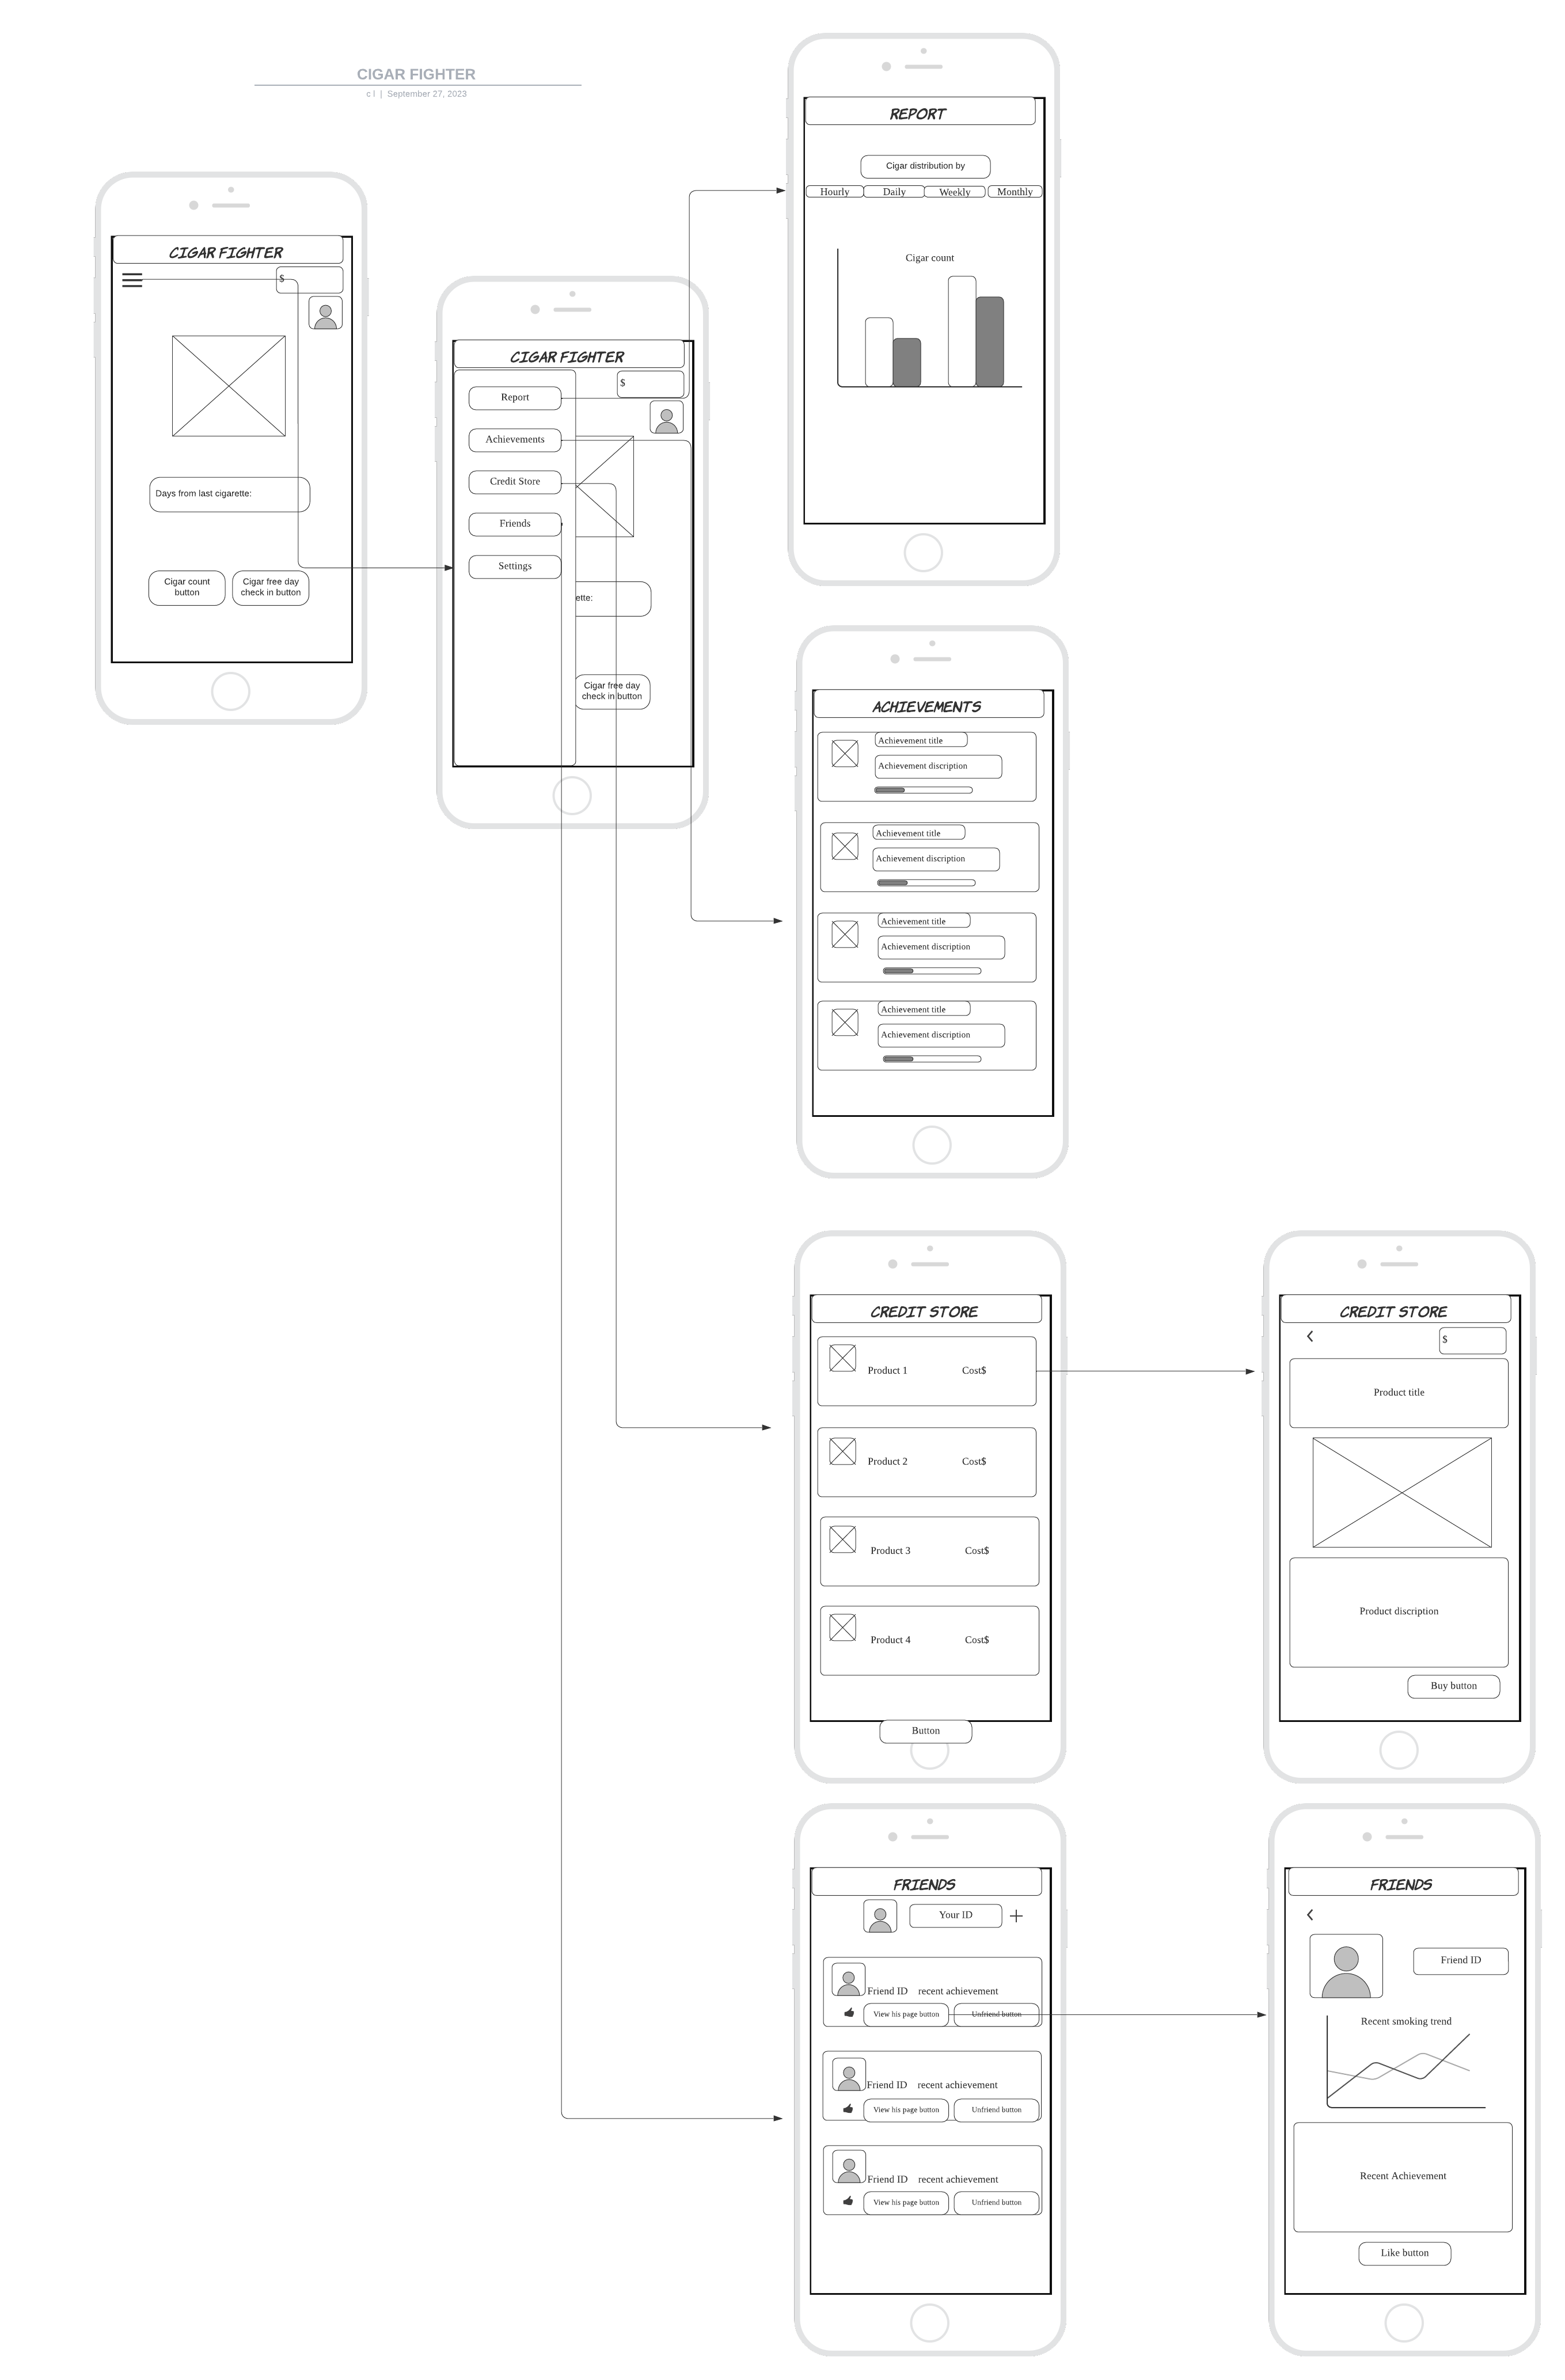 CIGAR FIGHTER
c l | September 27, 2023
CIGAR FIGHTER
$
Days from last cigarette:
Cigar count
button
Cigar free day
check in button
CIGAR FIGHTER
$
Report
Achievements
Credit Store
Friends
Settings
ette:
Cigar free day
check in button
REPORT
Cigar distribution by
Hourly Daily Weekly Monthly
Cigar count
ACHIEVEMENTS
Achievement title
Achievement discription
Achievement title
Achievement discription
Achievement title
Achievement discription
Achievement title
Achievement discription
CREDIT STORE
Product 1 Cost$
Product 2 Cost$
Product 3 Cost$
Product 4 Cost$
Button
CREDIT STORE
$
Product title
Product discription
Buy button
FRIENDS
Your ID
Friend ID recent achievement
View his page button Unfriend button
Friend ID recent achievement
View his page button Unfriend button
Friend ID recent achievement
View his page button Unfriend button
FRIENDS
Friend ID
Recent smoking trend
Recent Achievement
Like button